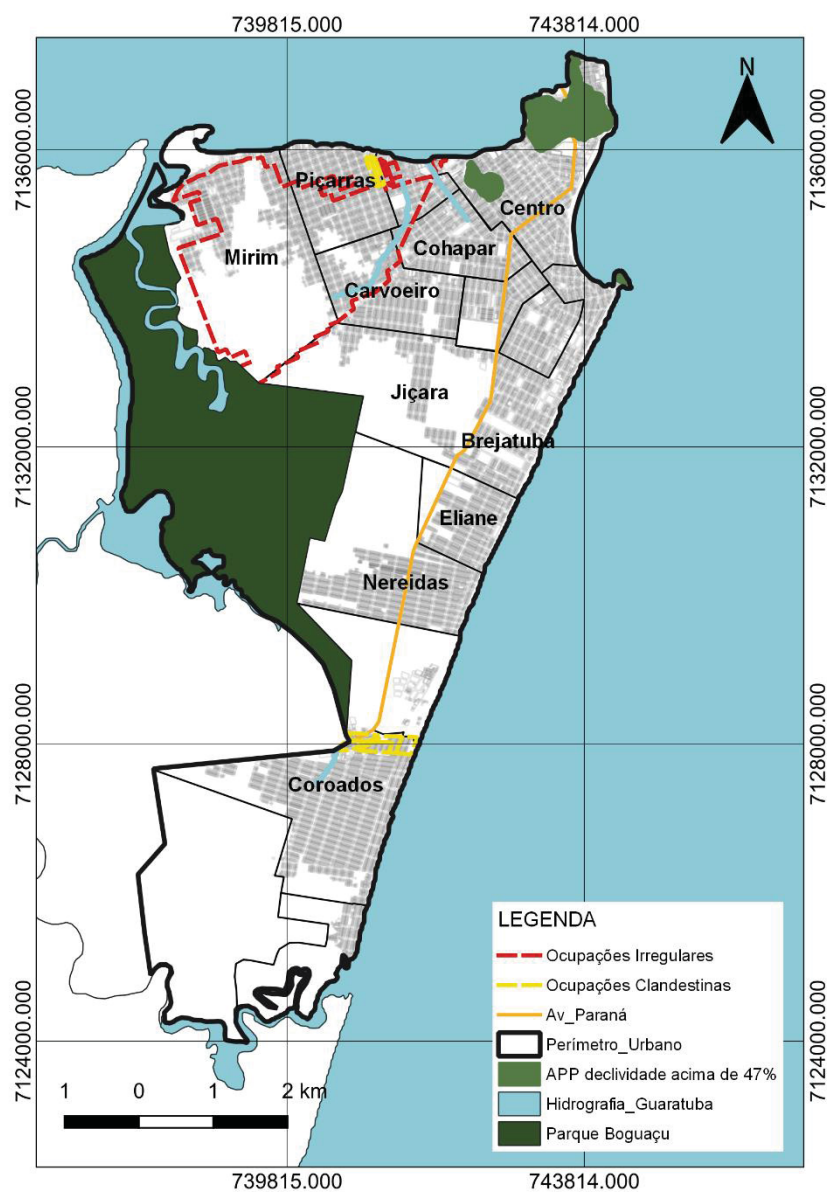 739815.000
743814.000
N
7136000.000
7136000.000
Piçarras
Centro
Mirim
Cohapar
Carvoeiro
Jiçara
7132000.000
7132000.000
Brejatuba
Eliane
Nereidas
7128000.000
7128000.000
Coroados
LEGENDA
Ocupações Irregulares
Ocupações Clandestinas
Av_Paraná
Perímetro_Urbano
APP declividade acima de 47%
Hidrografia_Guaratuba
Parque Boguaçu
7124000.000
7124000.000
1 0 1 2 km
739815.000
743814.000